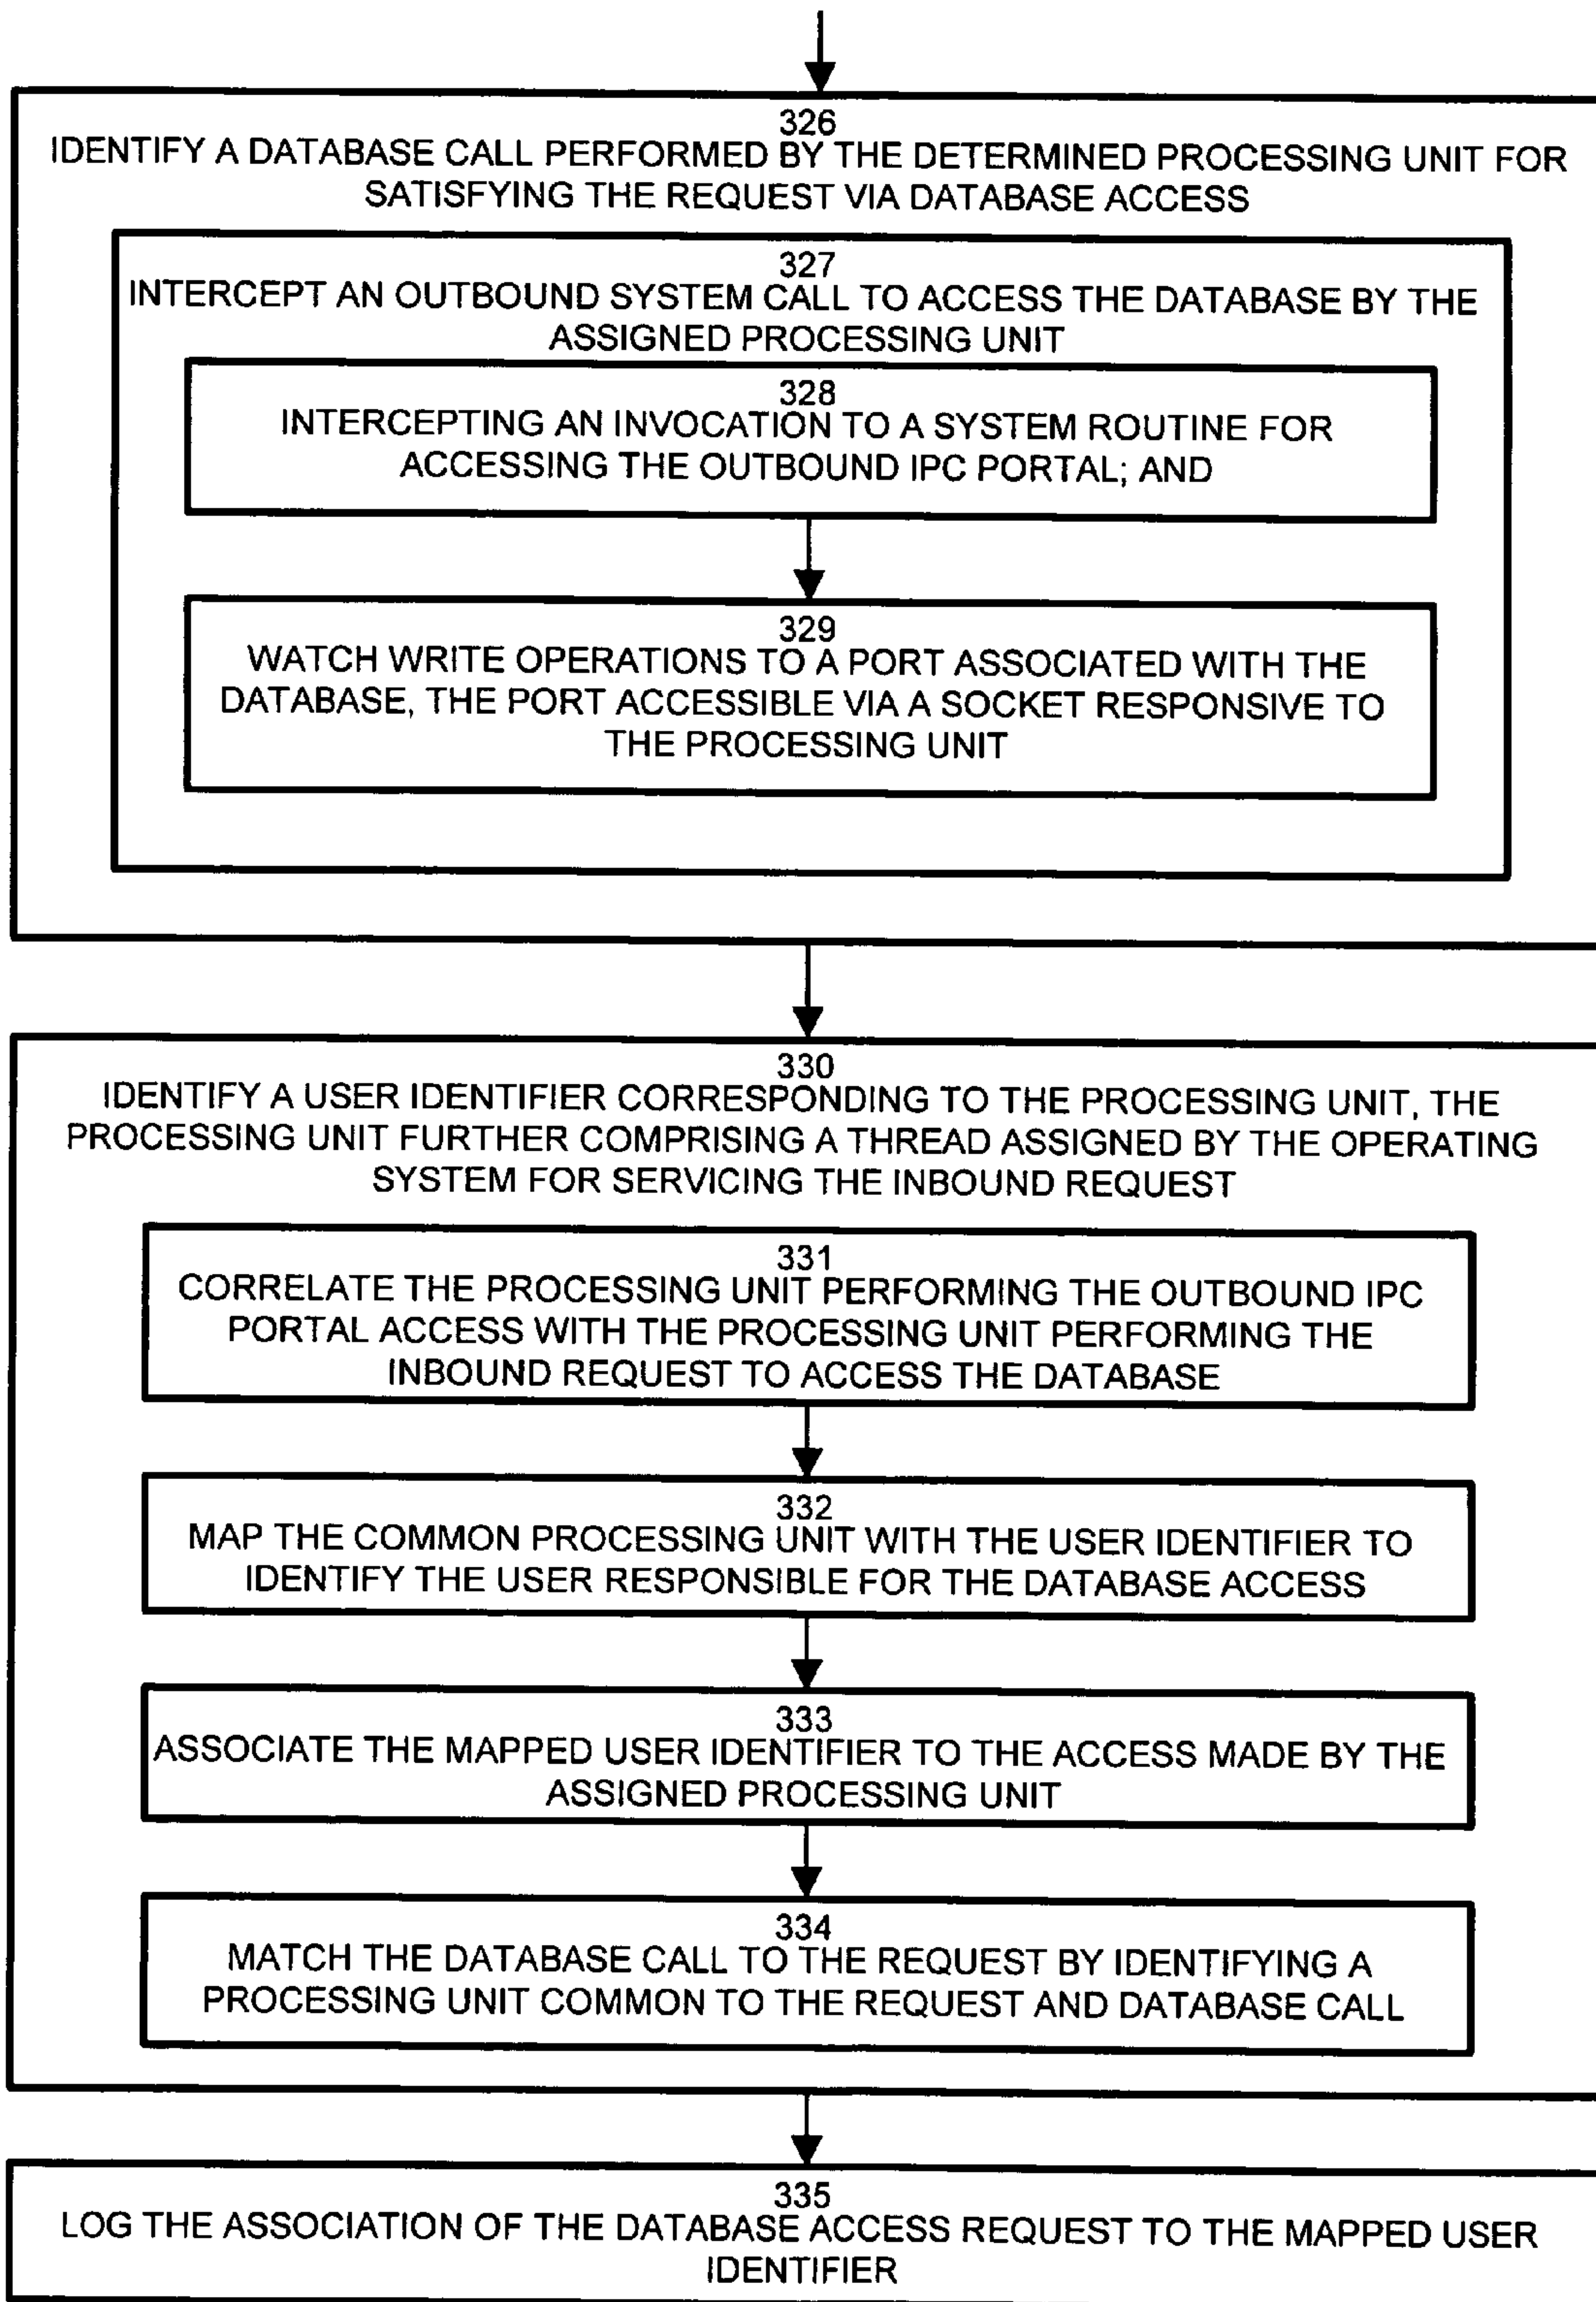 326
IDENTIFY A DATABASE CALL PERFORMED BY THE DETERMINED PROCESSING UNIT FOR
SATISFYING THE REQUEST VIA DATABASE ACCESS
327
INTERCEPT AN OUTBOUND SYSTEM CALL TO ACCESS THE DATABASE BY THE
ASSIGNED PROCESSING UNIT
328
INTERCEPTING AN INVOCATION TO A SYSTEM ROUTINE FOR
ACCESSING THE OUTBOUND IPC PORTAL; AND
329
WATCH WRITE OPERATIONS TO A PORT ASSOCIATED WITH THE
DATABASE, THE PORT ACCESSIBLE VIA A SOCKET RESPONSIVE TO
THE PROCESSING UNIT
330
IDENTIFY A USER IDENTIFIER CORRESPONDING TO THE PROCESSING UNIT, THE
PROCESSING UNIT FURTHER COMPRISING A THREAD ASSIGNED BY THE OPERATING
SYSTEM FOR SERVICING THE INBOUND REQUEST
331
CORRELATE THE PROCESSING UNIT PERFORMING THE OUTBOUND IPC
PORTAL ACCESS WITH THE PROCESSING UNIT PERFORMING THE
INBOUND REQUEST TO ACCESS THE DATABASE
332
MAP THE COMMON PROCESSING UNIT WITH THE USER IDENTIFIER TO
IDENTIFY THE USER RESPONSIBLE FOR THE DATABASE ACCESS
333
ASSOCIATE THE MAPPED USER IDENTIFIER TO THE ACCESS MADE BY THE
ASSIGNED PROCESSING UNIT
334
MATCH THE DATABASE CALL TO THE REQUEST BY IDENTIFYING A
PROCESSING UNIT COMMON TO THE REQUEST AND DATABASE CALL
335
LOG THE ASSOCIATION OF THE DATABASE ACCESS REQUEST TO THE MAPPED USER
IDENTIFIER